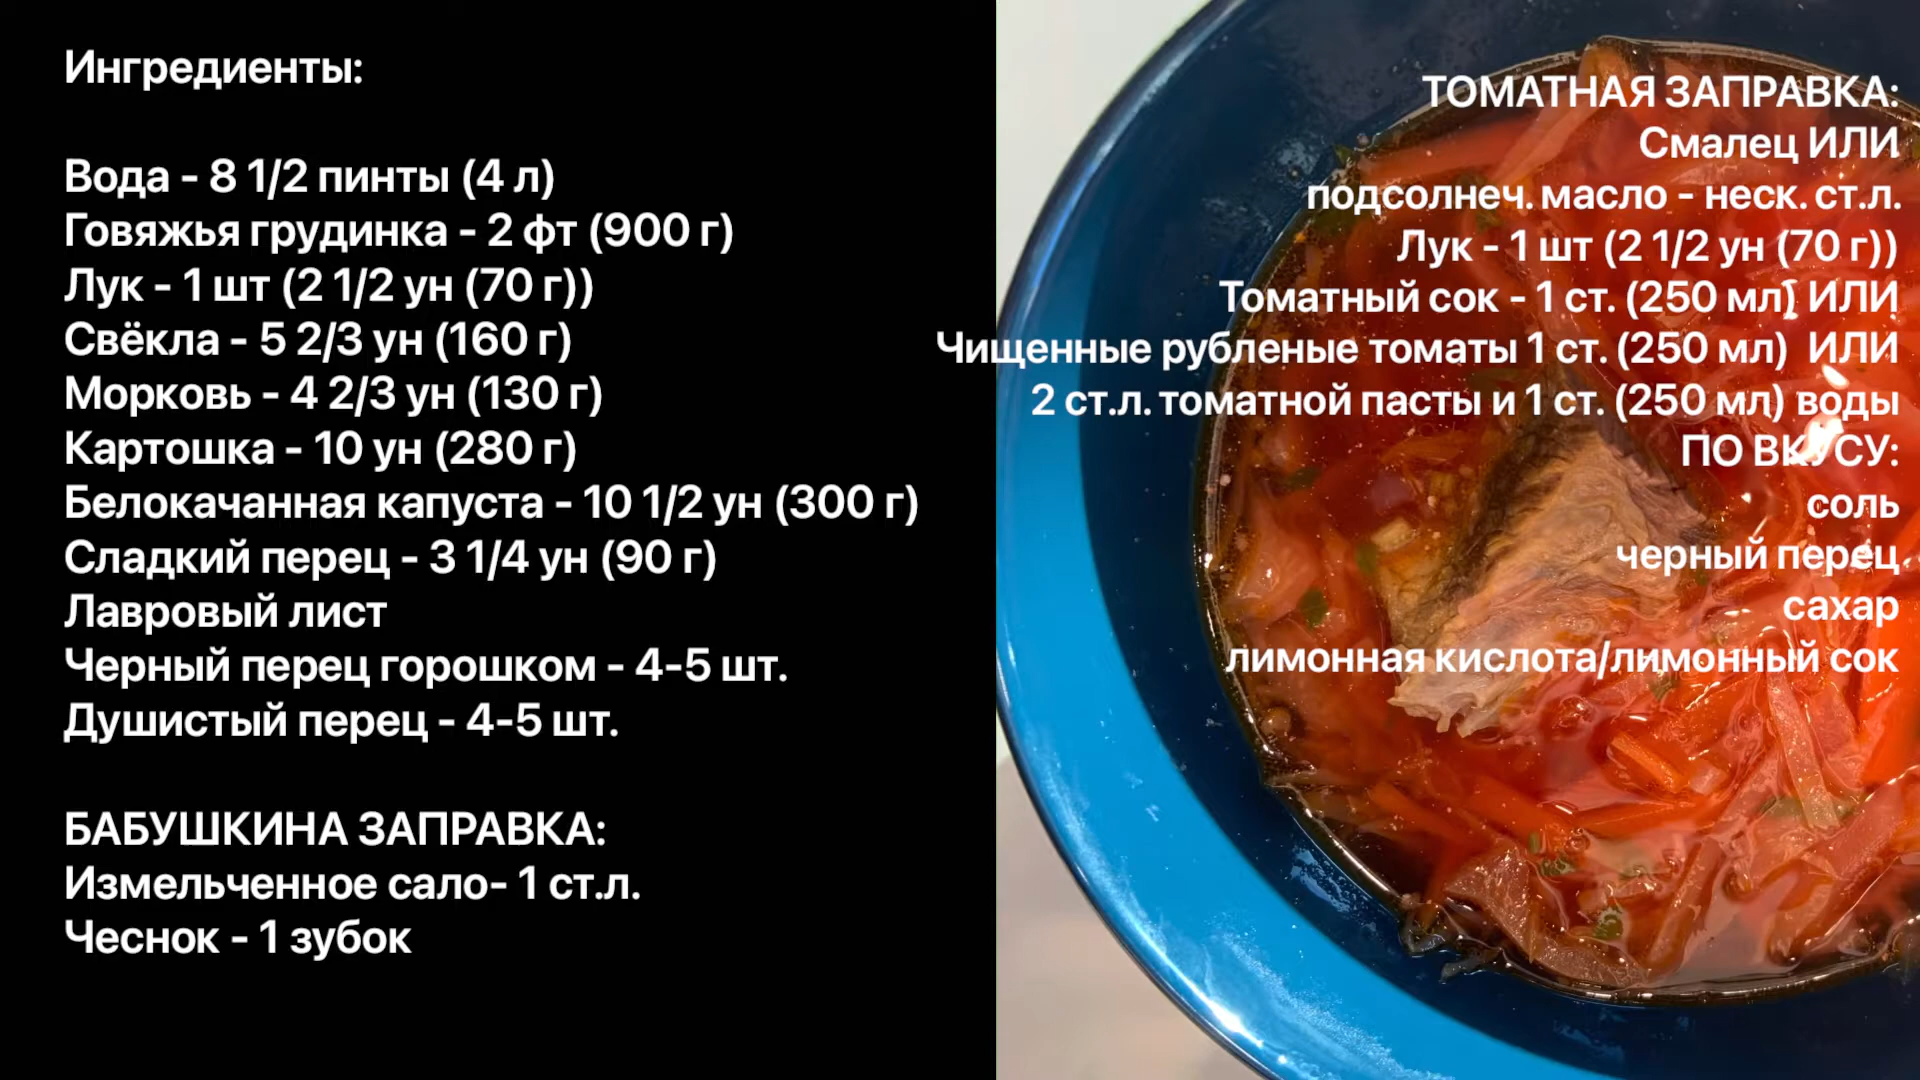 Ингредиенты:
Вода - 8 1/2 пинты (4 л)
Говяжья грудинка - 2 фт (900 г)
Лук - 1 шт (2 1/2 ун (70 г))
Свёкла - 5 2/3 ун (160 г)
Морковь - 4 2/3 ун (130 г)
Картошка - 10 ун (280 г)
Белокачанная капуста - 10 1/2 ун (300 г)
Сладкий перец - 3 1/4 ун (90 г)
Лавровый лист
Черный перец горошком - 4-5 шт.
Душистый перец - 4-5 шт.
БАБУШКИНА ЗАПРАВКА:
Измельченное сало- 1 ст.л.
Чеснок - 1 зубок
ТОМАТНАЯ ЗАПРАВКА:
Смалец ИЛИ
подсолнеч. масло - неск. ст.л.
Лук - 1 шт (2 1/2 ун (70 г))
Томатный сок - 1 ст. (250 мл) ИЛИ
Чищенные рубленые томаты 1 ст. (250 мл) ИЛИ
2 ст.л. томатной пасты и 1 ст. (250 мл) воды
ПО ВКУСУ:
соль
черный перец
сахар
лимонная кислота/лимонный сок